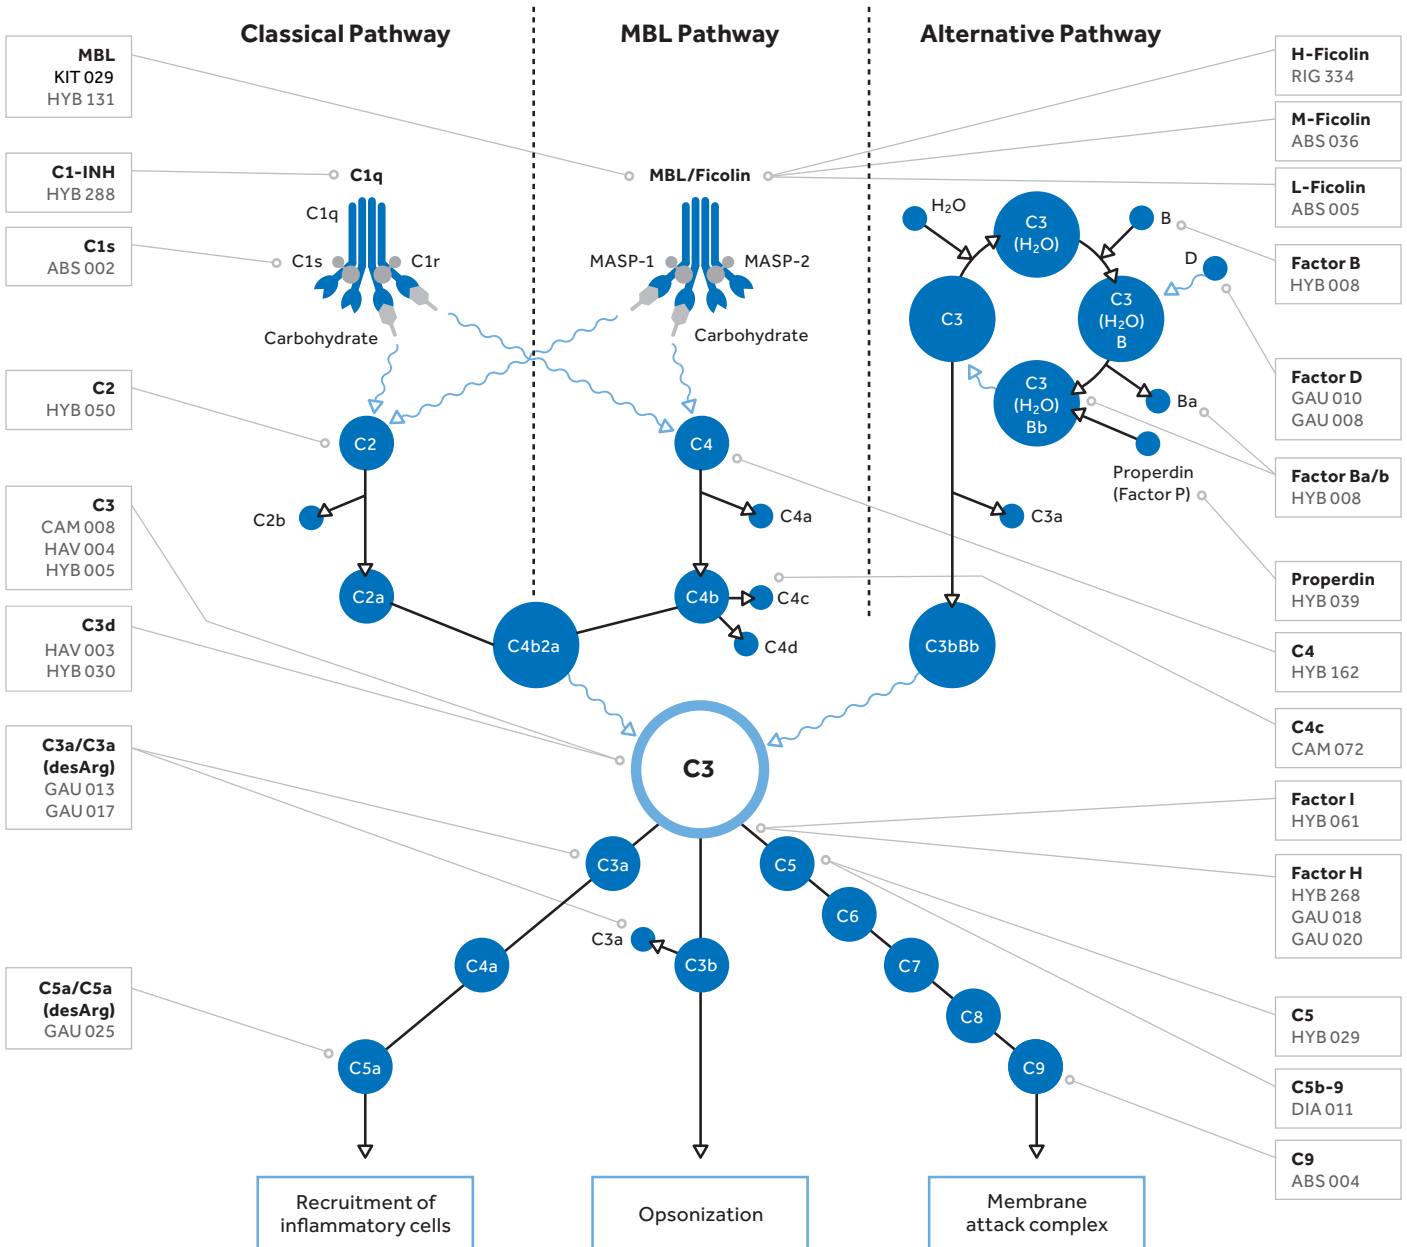 Classical Pathway
MBL Pathway
Alternative Pathway
MBL
KIT 029
HYB 131
C1-INH
HYB 288
C1s
ABS 002
C2
HYB 050
C3
CAM 008
HAV 004
HYB 005
C3d
HAV 003
HYB 030
C3a/C3a
(desArg)
GAU 013
GAU 017
C5a/C5a
(desArg)
GAU 025
C1q
C1q
C1s
C1r
Carbohydrate
MBL/Ficolin
MASP-1
MASP-2
Carbohydrate
H₂O
C3
(H₂O)
B
D
C3
C3
(H₂O)
B
C3
(H₂O)
Bb
Ba
Properdin
(Factor P)
C2
C4
C2b
C4a
C3a
C2a
C4b
C4c
C4d
C4b2a
C3bBb
C3
C3a
C5
C6
C3a
C4a
C3b
C7
C8
C5a
C9
Recruitment of
inflammatory cells
Opsonization
Membrane
attack complex
H-Ficolin
RIG 334
M-Ficolin
ABS 036
L-Ficolin
ABS 005
Factor B
HYB 008
Factor D
GAU 010
GAU 008
Factor Ba/b
HYB 008
Properdin
HYB 039
C4
HYB 162
C4c
CAM 072
Factor I
HYB 061
Factor H
HYB 268
GAU 018
GAU 020
C5
HYB 029
C5b-9
DIA 011
C9
ABS 004